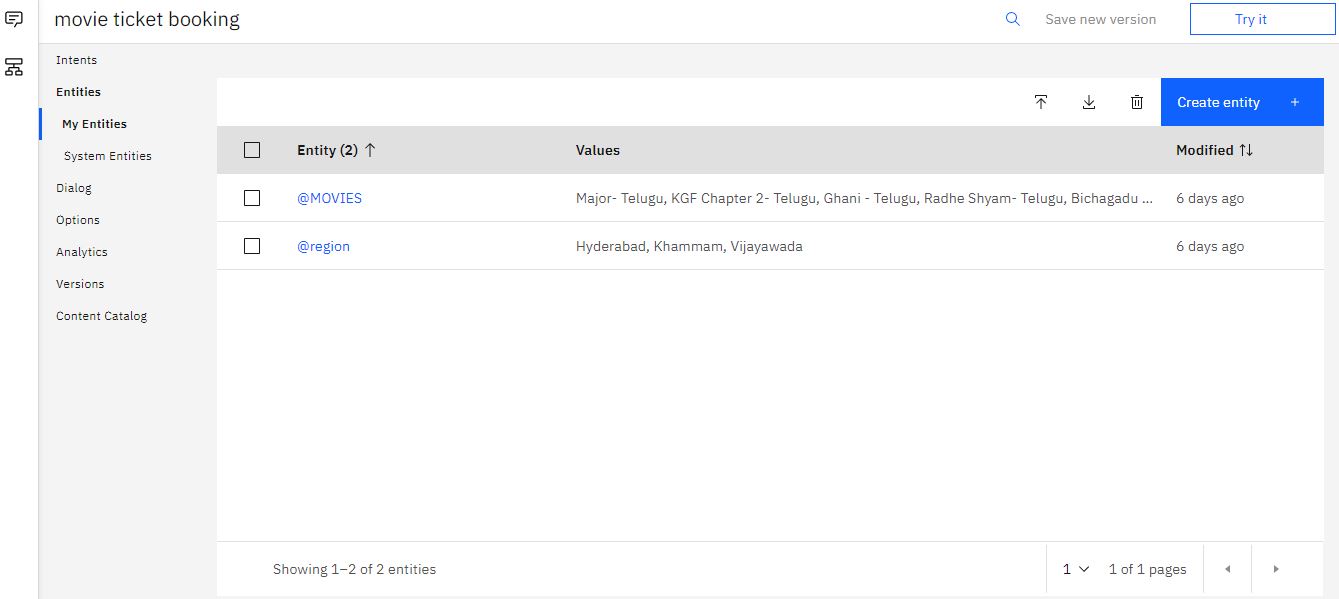 movie ticket booking
Save new version
Try it
Intents
Entities
My Entities
System Entities
Dialog
Options
Analytics
Versions
Content Catalog
Create entity +
Entity (2) Values Modified
@MOVIES Major- Telugu, KGF Chapter 2- Telugu, Ghani - Telugu, Radhe Shyam- Telugu, Bichagadu ... 6 days ago
@region Hyderabad, Khammam, Vijayawada 6 days ago
Showing 1–2 of 2 entities 1 1 of 1 pages